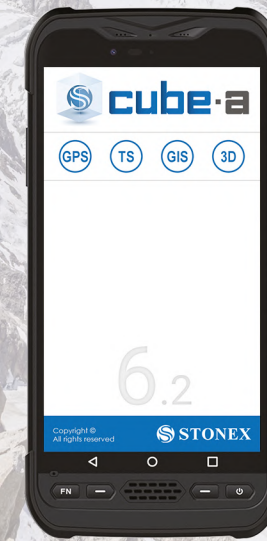 cube·a
GPS TS GIS 3D
6.2
Copyright ©
All rights reserved
STONEX
FN